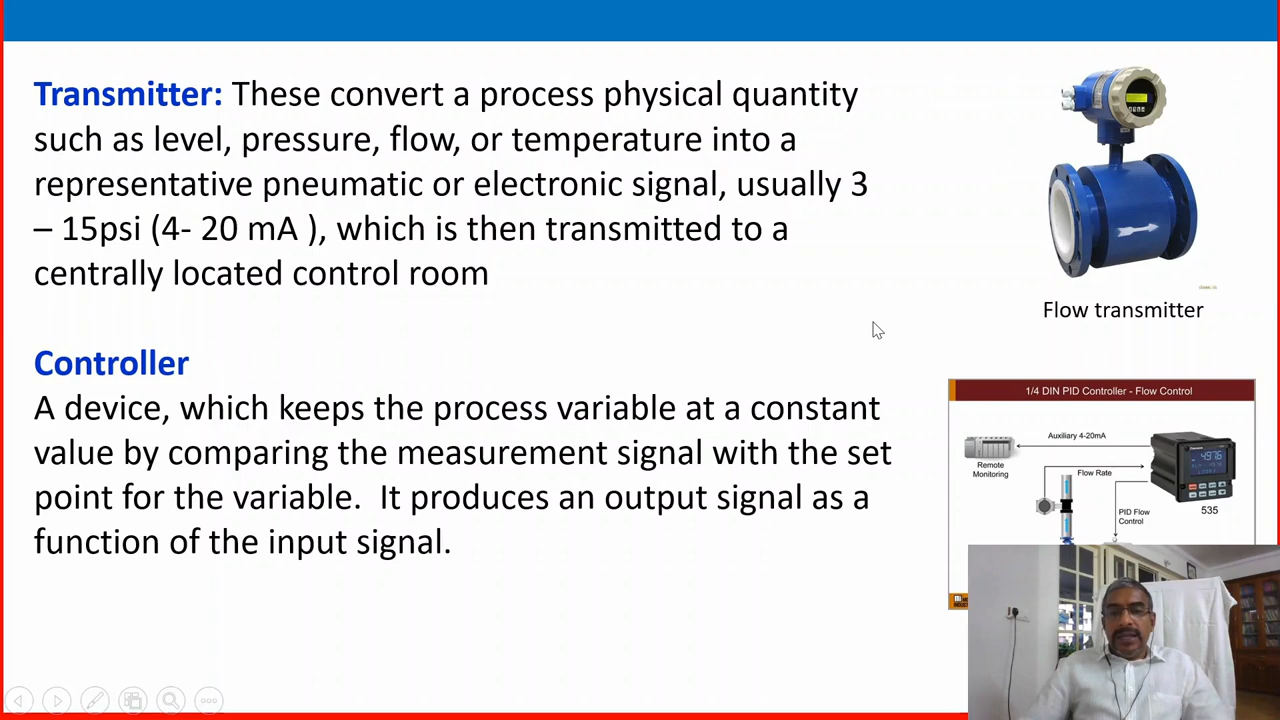 Transmitter: These convert a process physical quantity
such as level, pressure, flow, or temperature into a
representative pneumatic or electronic signal, usually 3
– 15psi (4- 20 mA ), which is then transmitted to a
centrally located control room
Flow transmitter
Controller
A device, which keeps the process variable at a constant
value by comparing the measurement signal with the set
point for the variable.  It produces an output signal as a
function of the input signal.
1/4 DIN PID Controller - Flow Control
Auxiliary 4-20mA
Remote
Monitoring
Flow Rate
4976
535
PID Flow
Control